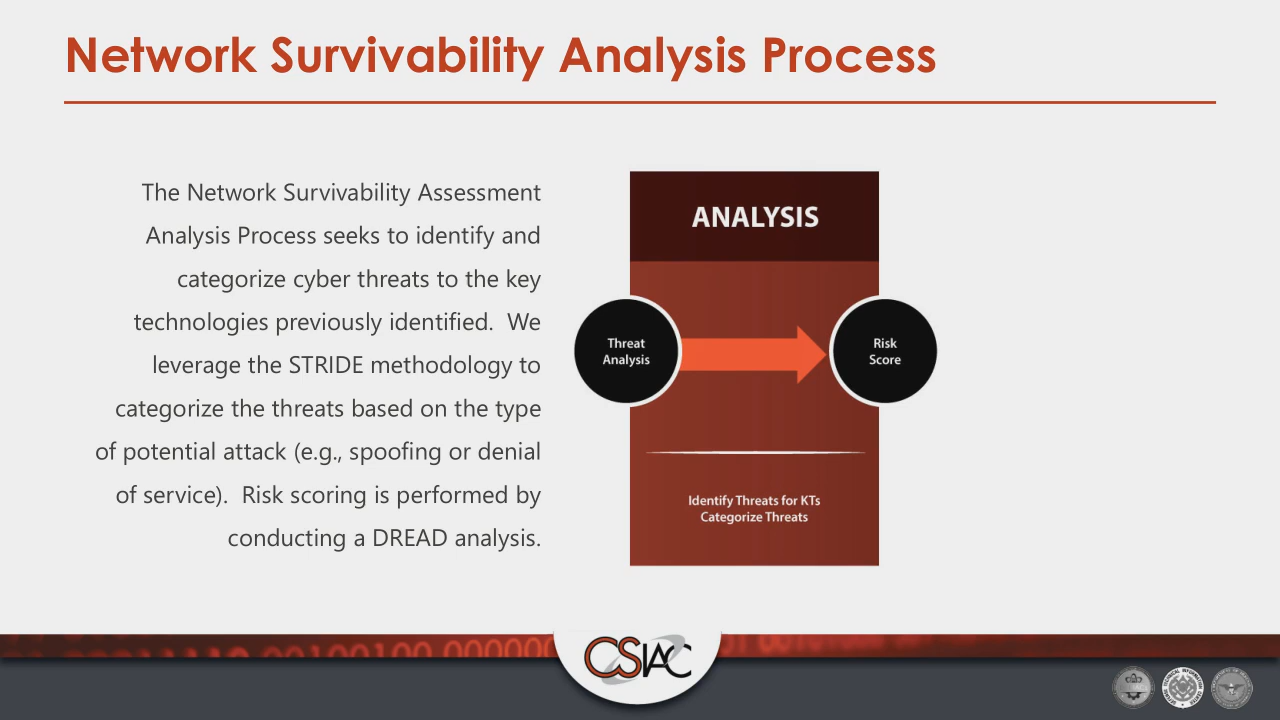 Network Survivability Analysis Process
The Network Survivability Assessment
Analysis Process seeks to identify and
categorize cyber threats to the key
technologies previously identified.  We
leverage the STRIDE methodology to
categorize the threats based on the type
of potential attack (e.g., spoofing or denial
of service).  Risk scoring is performed by
conducting a DREAD analysis.
ANALYSIS
Threat
Analysis
Risk
Score
Identify Threats for KTs
Categorize Threats
CSIAC